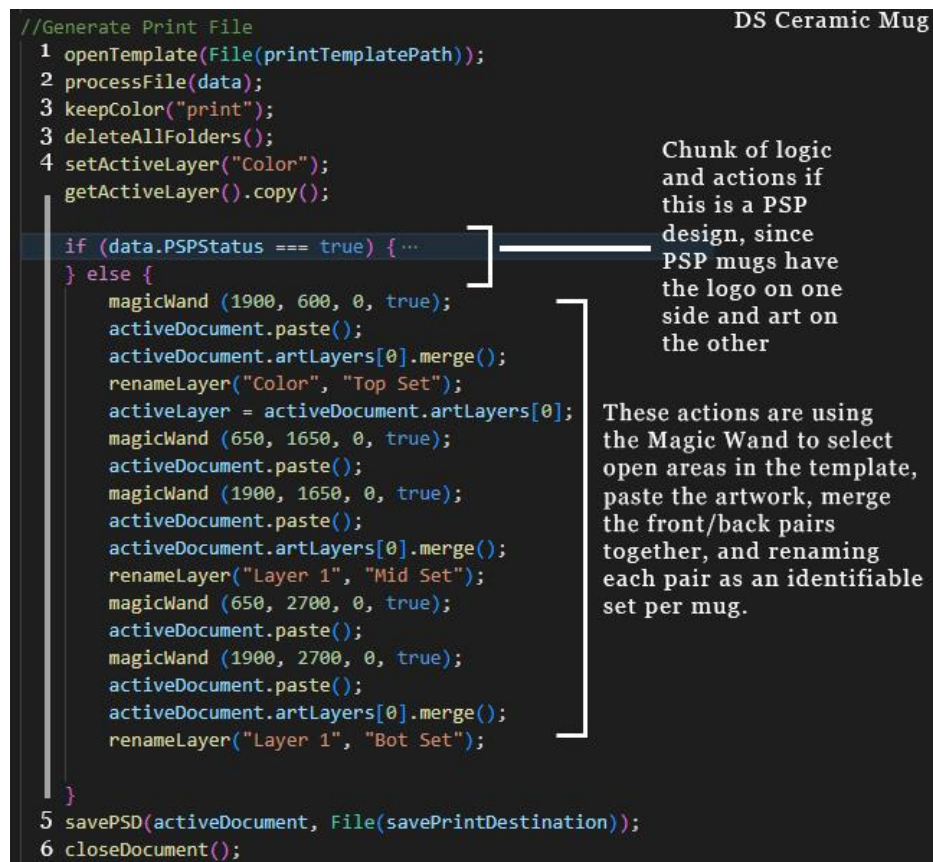 //Generate Print File
DS Ceramic Mug
1 openTemplate(File(printTemplatePath));
2 processFile(data);
3 keepColor("print");
3 deleteAllFolders();
4 setActiveLayer("Color");
getActiveLayer().copy();
if (data.PSPStatus === true) { ···
} else {
magicWand (1900, 600, 0, true);
activeDocument.paste();
activeDocument.artLayers[0].merge();
renameLayer("Color", "Top Set");
activeLayer = activeDocument.artLayers[0];
magicWand (650, 1650, 0, true);
activeDocument.paste();
magicWand (1900, 1650, 0, true);
activeDocument.paste();
activeDocument.artLayers[0].merge();
renameLayer("Layer 1", "Mid Set");
magicWand (650, 2700, 0, true);
activeDocument.paste();
magicWand (1900, 2700, 0, true);
activeDocument.paste();
activeDocument.artLayers[0].merge();
renameLayer("Layer 1", "Bot Set");
}
5 savePSD(activeDocument, File(savePrintDestination));
6 closeDocument();
Chunk of logic
and actions if
this is a PSP
design, since
PSP mugs have
the logo on one
side and art on
the other
These actions are using
the Magic Wand to select
open areas in the template,
paste the artwork, merge
the front/back pairs
together, and renaming
each pair as an identifiable
set per mug.